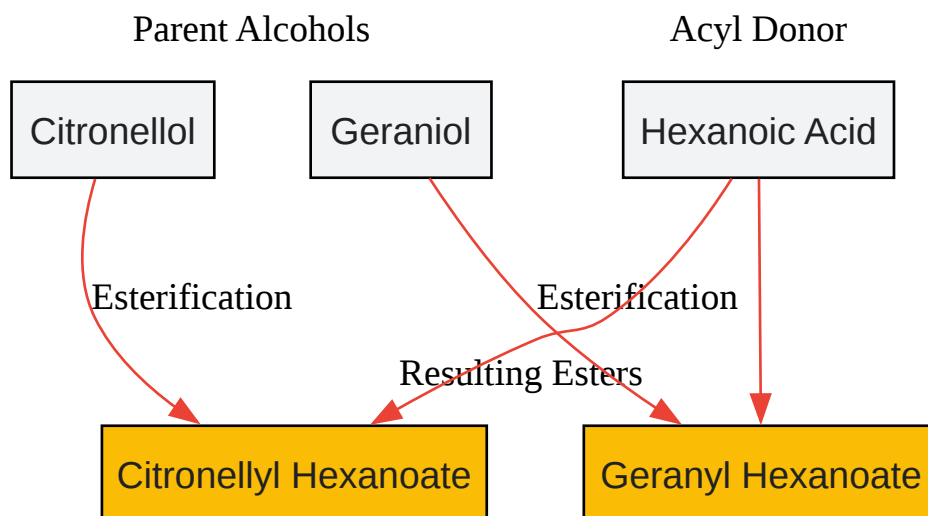 Parent Alcohols
Acyl Donor
Citronellol
Geraniol
Hexanoic Acid
Esterification
Esterification
Resulting Esters
Citronellyl Hexanoate
Geranyl Hexanoate